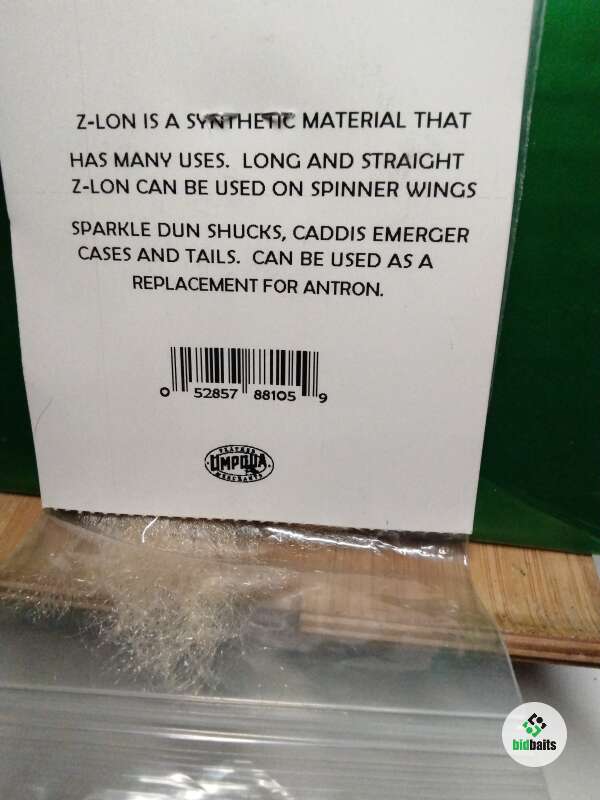 Z-LON IS A SYNTHETIC MATERIAL THAT
HAS MANY USES. LONG AND STRAIGHT
Z-LON CAN BE USED ON SPINNER WINGS
SPARKLE DUN SHUCKS, CADDIS EMERGER
CASES AND TAILS. CAN BE USED AS A
REPLACEMENT FOR ANTRON.
0 52857 88105 9
FEATHER
UMPQUA
MERCHANTS
bidbaits